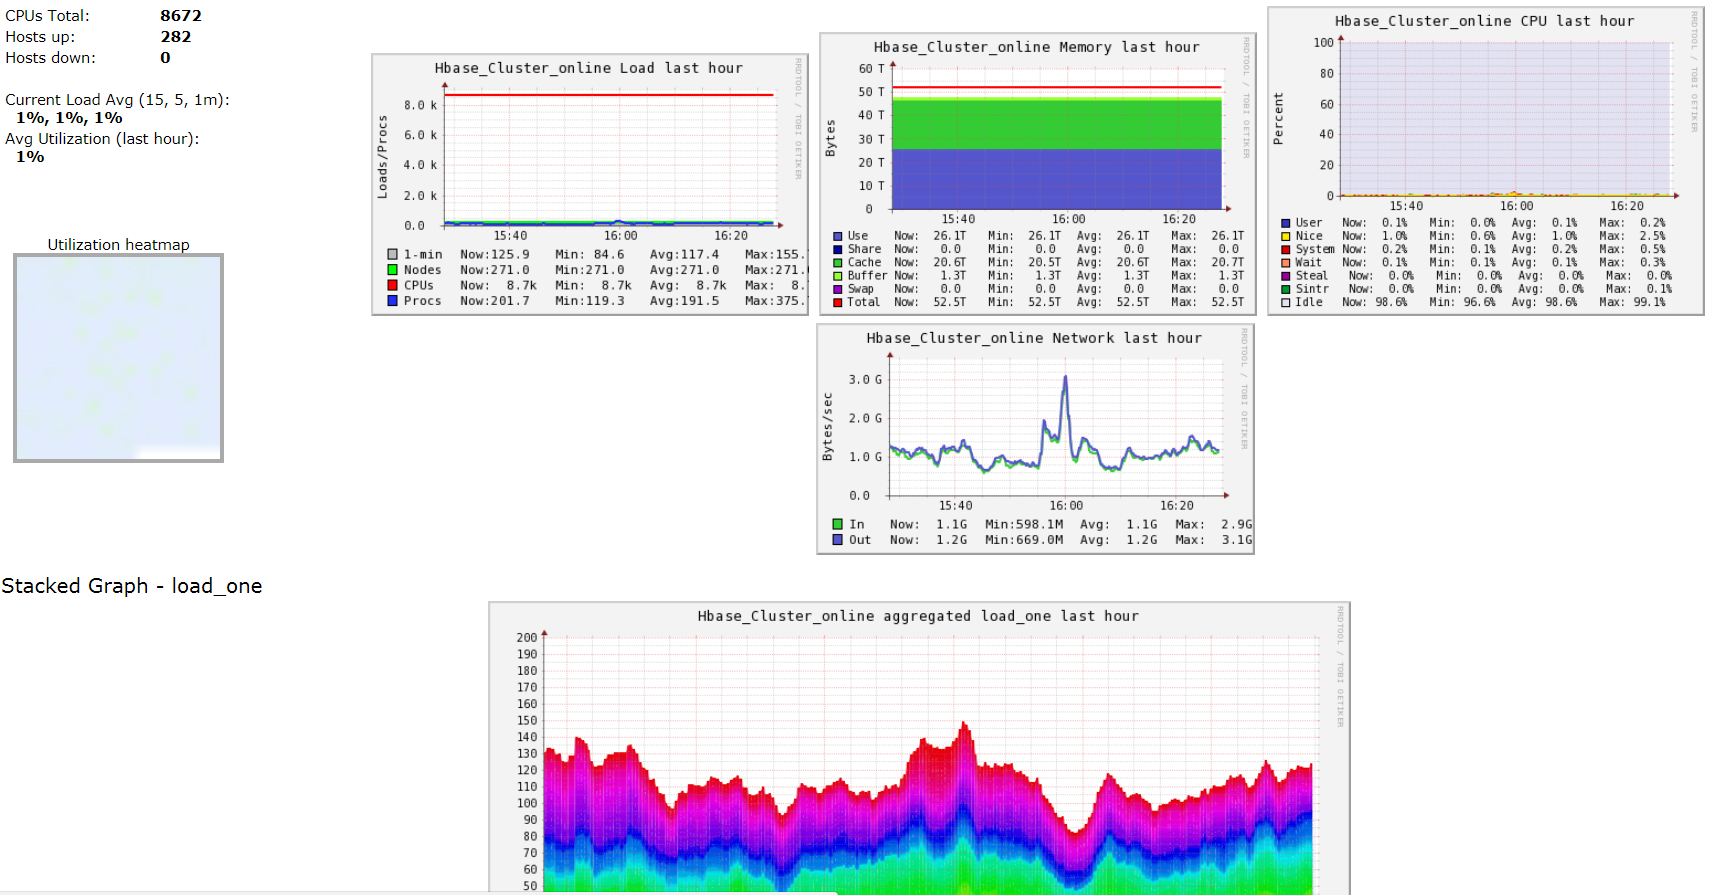 CPUs Total: 8672
Hosts up: 282
Hosts down: 0
Current Load Avg (15, 5, 1m):
1%, 1%, 1%
Avg Utilization (last hour):
1%
Utilization heatmap
Hbase_Cluster_online Load last hour
RRDTOOL / TOBI OETIKER
Loads/Procs
8.0 k
6.0 k
4.0 k
2.0 k
0.0
15:40 16:00 16:20
1-min Now:125.9 Min: 84.6 Avg:117.4 Max:155.
Nodes Now:271.0 Min:271.0 Avg:271.0 Max:271.
CPUs Now: 8.7k Min: 8.7k Avg: 8.7k Max: 8.
Procs Now:201.7 Min:119.3 Avg:191.5 Max:375.
Hbase_Cluster_online Memory last hour
RRDTOOL / TOBI OETIKER
Bytes
60 T
50 T
40 T
30 T
20 T
10 T
0
15:40 16:00 16:20
Use Now: 26.1T Min: 26.1T Avg: 26.1T Max: 26.1T
Share Now: 0.0 Min: 0.0 Avg: 0.0 Max: 0.0
Cache Now: 20.6T Min: 20.5T Avg: 20.6T Max: 20.7T
Buffer Now: 1.3T Min: 1.3T Avg: 1.3T Max: 1.3T
Swap Now: 0.0 Min: 0.0 Avg: 0.0 Max: 0.0
Total Now: 52.5T Min: 52.5T Avg: 52.5T Max: 52.5T
Hbase_Cluster_online CPU last hour
RRDTOOL / TOBI OETIKER
Percent
100
80
60
40
20
0
15:40 16:00 16:20
User Now: 0.1% Min: 0.0% Avg: 0.1% Max: 0.2%
Nice Now: 1.0% Min: 0.6% Avg: 1.0% Max: 2.5%
System Now: 0.2% Min: 0.1% Avg: 0.2% Max: 0.5%
Wait Now: 0.1% Min: 0.1% Avg: 0.1% Max: 0.3%
Steal Now: 0.0% Min: 0.0% Avg: 0.0% Max: 0.0%
Sintr Now: 0.0% Min: 0.0% Avg: 0.0% Max: 0.1%
Idle Now: 98.6% Min: 96.6% Avg: 98.6% Max: 99.1%
Hbase_Cluster_online Network last hour
RRDTOOL / TOBI OETIKER
Bytes/sec
3.0 G
2.0 G
1.0 G
0.0
15:40 16:00 16:20
In Now: 1.1G Min:598.1M Avg: 1.1G Max: 2.9G
Out Now: 1.2G Min:669.0M Avg: 1.2G Max: 3.1G
Stacked Graph - load_one
Hbase_Cluster_online aggregated load_one last hour
RRDTOOL / TOBI OETIKER
200
190
180
170
160
150
140
130
120
110
100
90
80
70
60
50